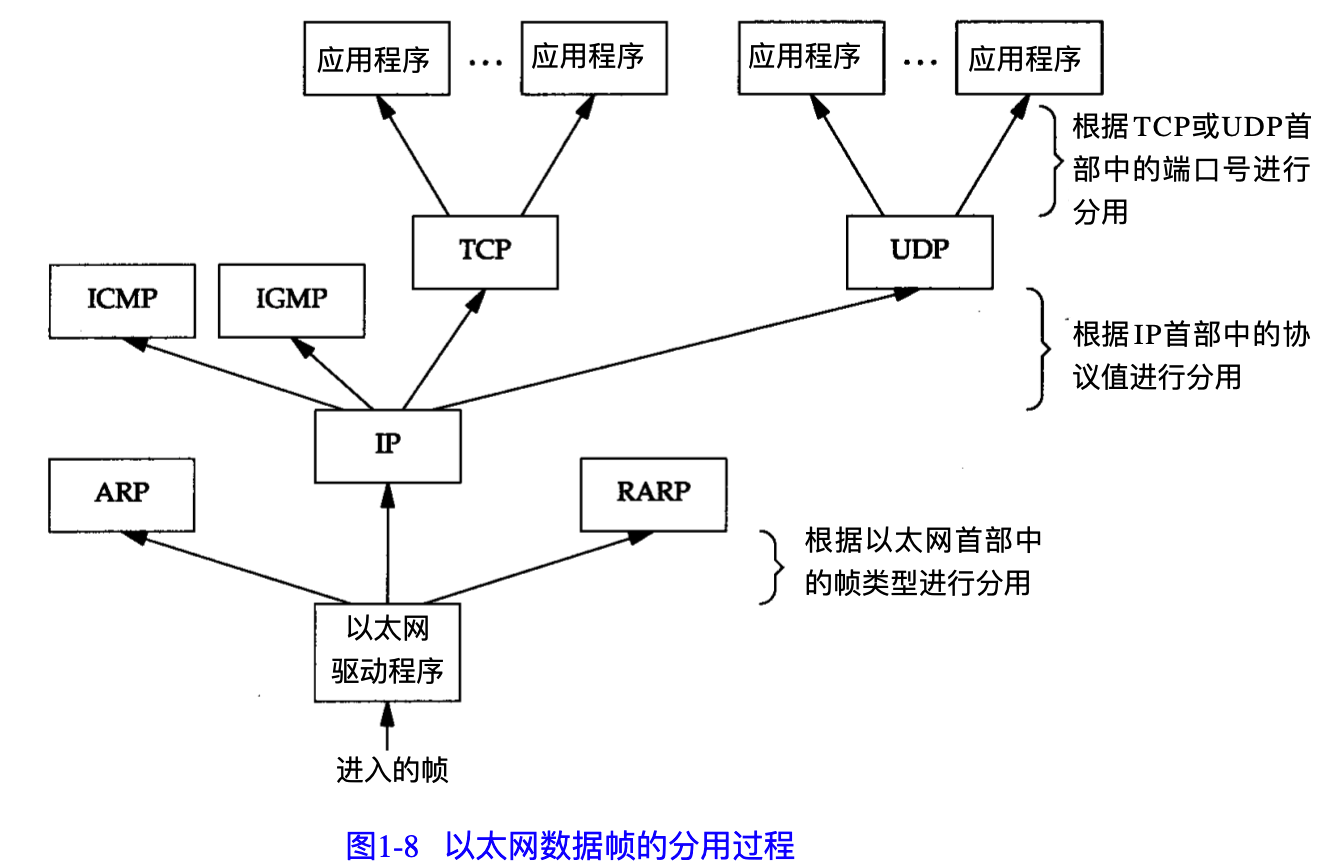 应用程序 … 应用程序 应用程序 … 应用程序
根据TCP或UDP首
部中的端口号进行
分用
TCP UDP
ICMP IGMP
根据IP首部中的协
议值进行分用
IP
ARP RARP
根据以太网首部中
的帧类型进行分用
以太网
驱动程序
进入的帧
图1-8 以太网数据帧的分用过程